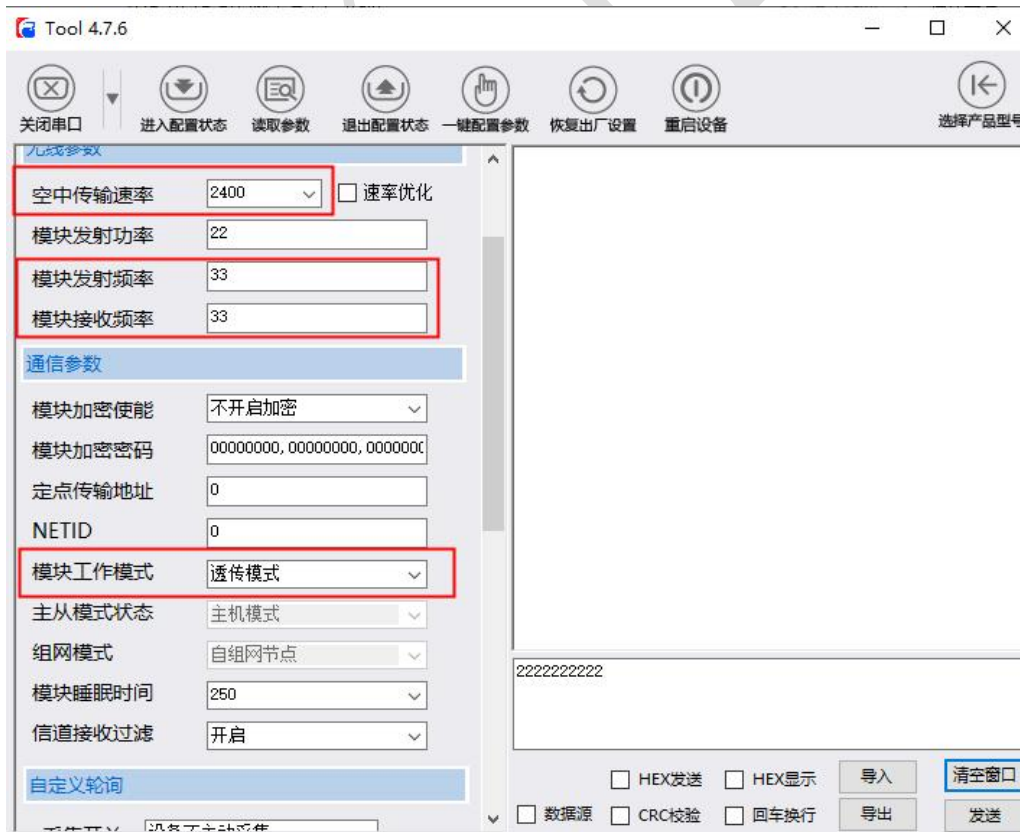 Tool 4.7.6
关闭串口 进入配置状态 读取参数 退出配置状态 一键配置参数 恢复出厂设置 重启设备 选择产品型号
无线参数
空中传输速率 2400 速率优化
模块发射功率 22
模块发射频率 33
模块接收频率 33
通信参数
模块加密使能 不开启加密
模块加密密码 00000000, 00000000, 0000000
定点传输地址 0
NETID 0
模块工作模式 透传模式
主从模式状态 主机模式
组网模式 自组网节点
模块睡眠时间 250
信道接收过滤 开启
自定义轮询
2222222222
HEX发送 HEX显示 导入 清空窗口
数据源 CRC校验 回车换行 导出 发送